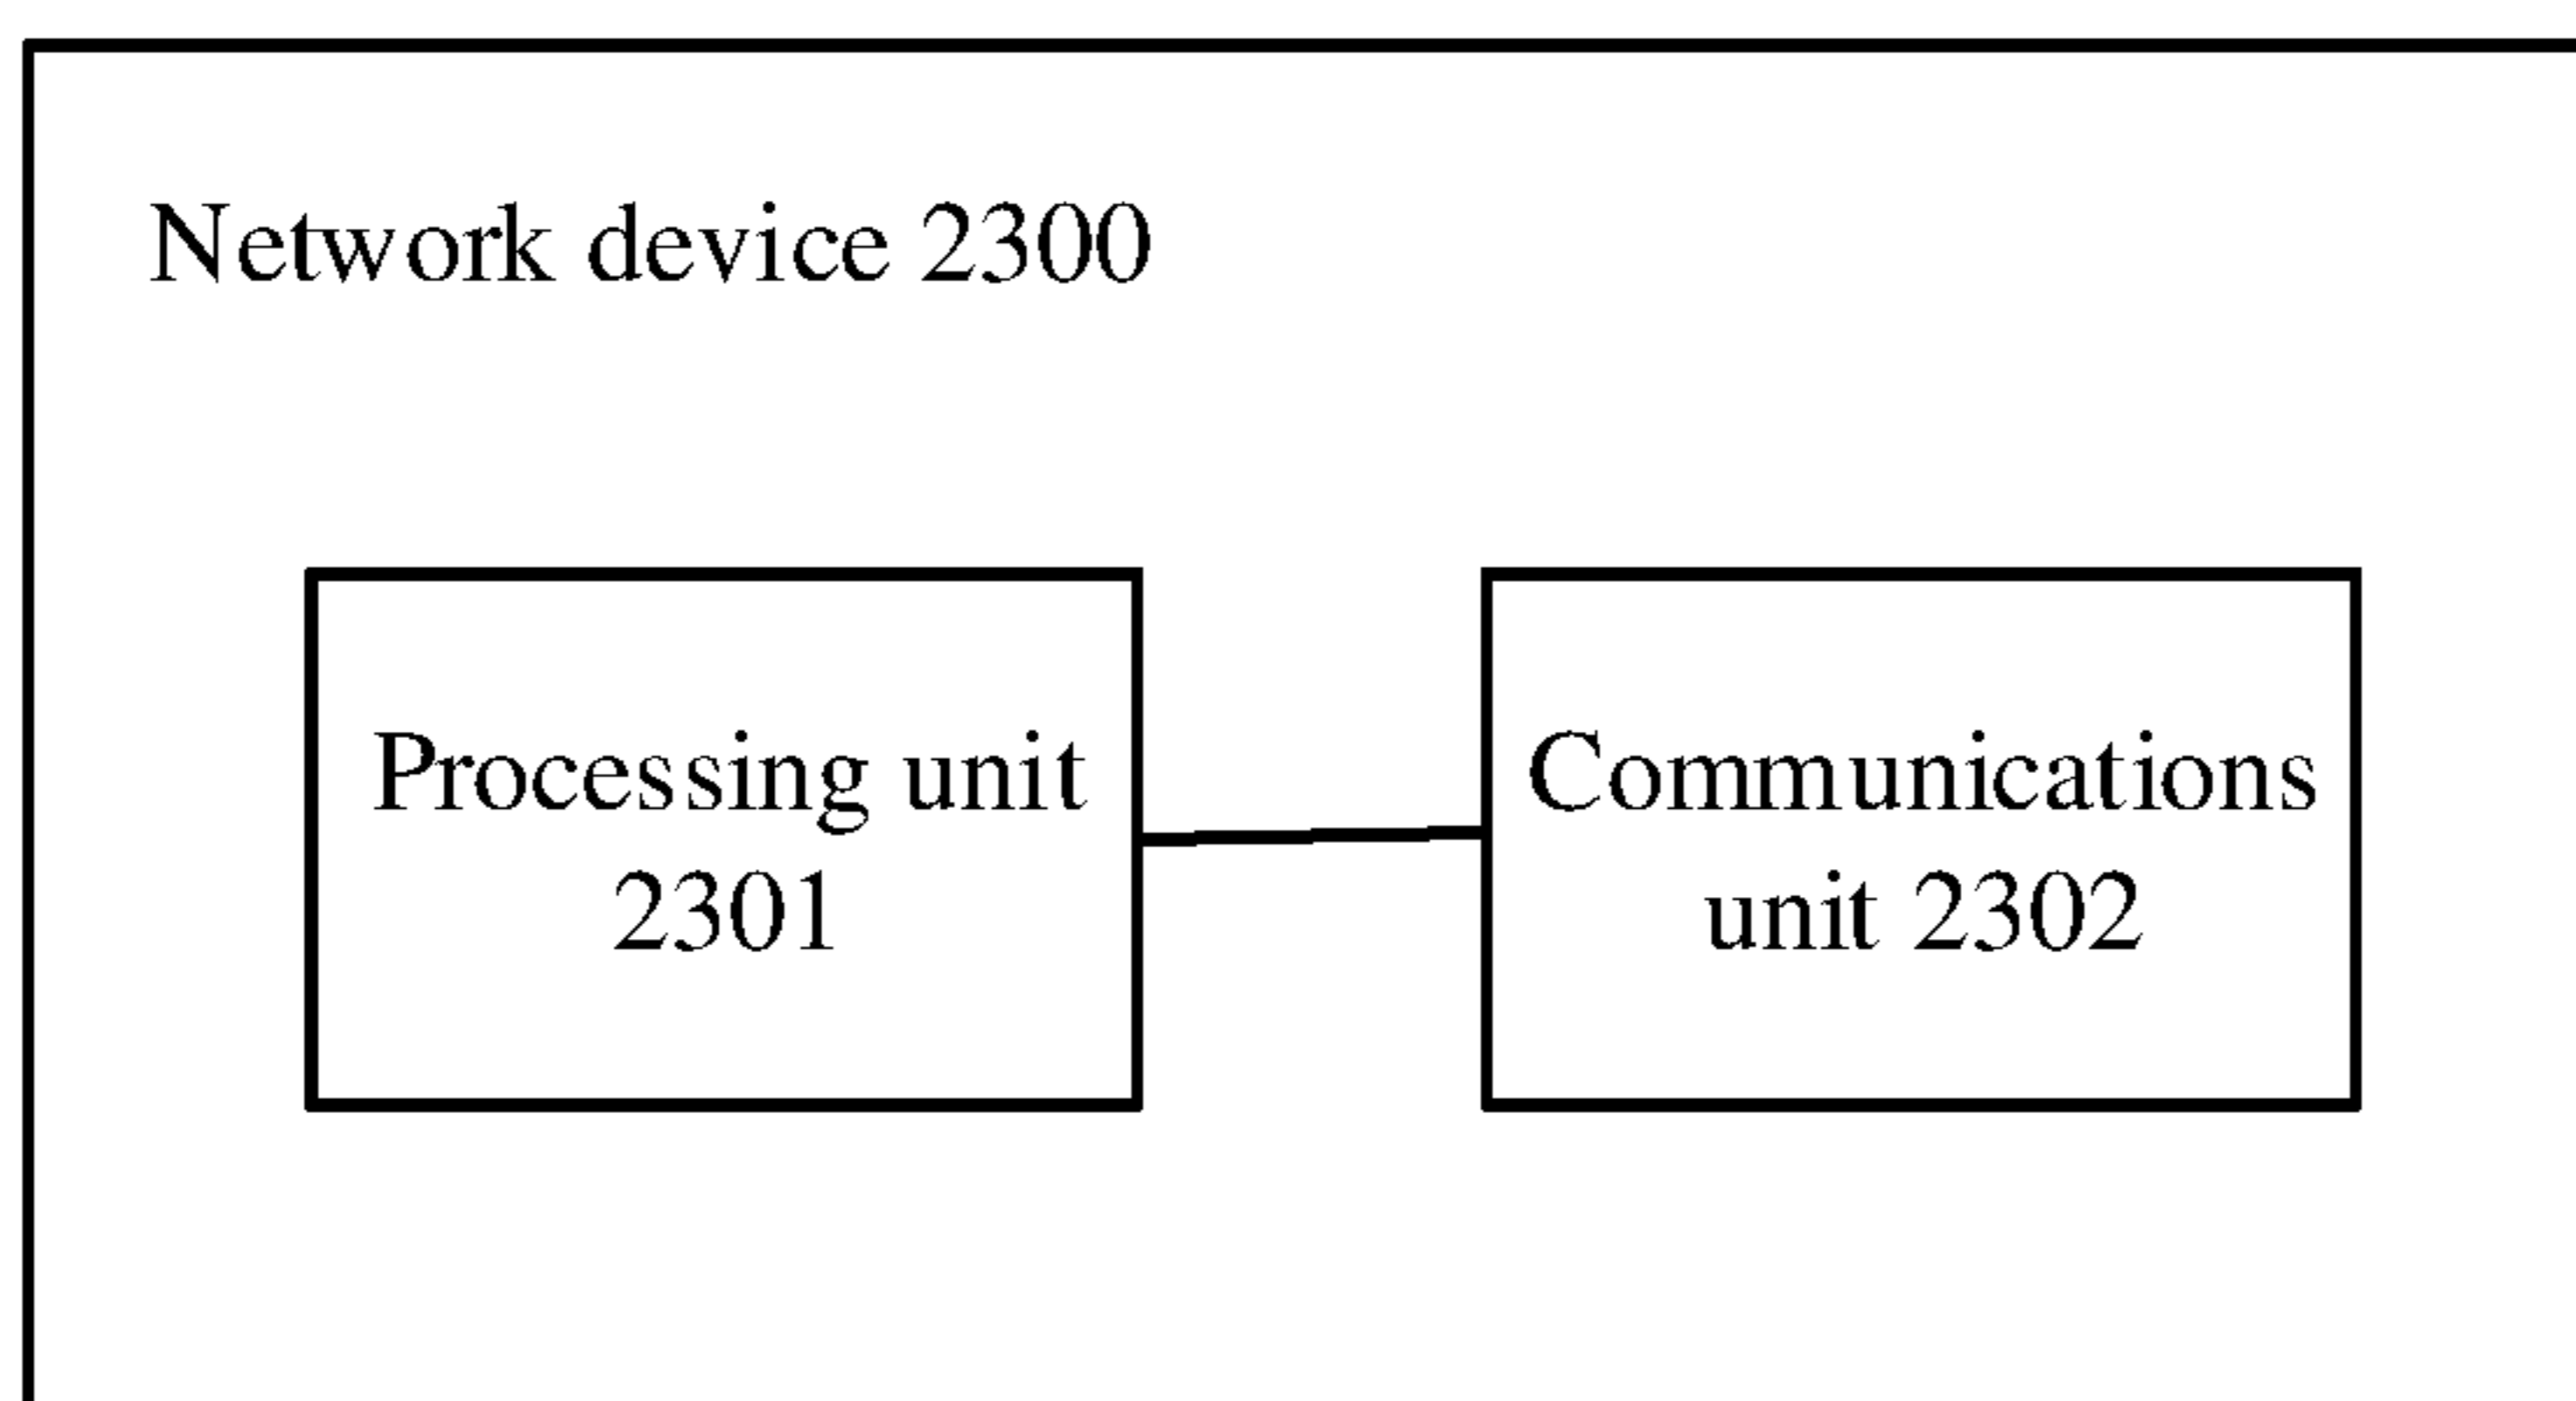 Network device 2300
Processing unit
2301
Communications
unit 2302